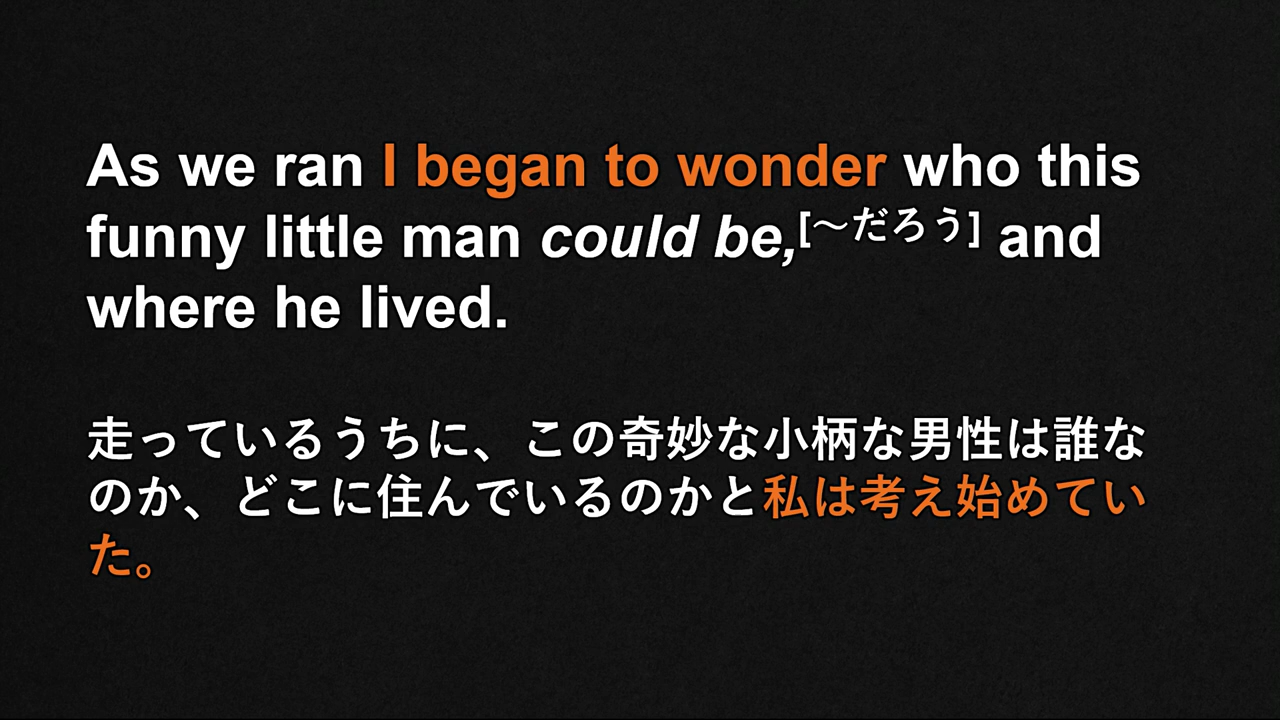 As we ran I began to wonder who this
funny little man could be,[〜だろう] and
where he lived.
走っているうちに、この奇妙な小柄な男性は誰な
のか、どこに住んでいるのかと私は考え始めてい
た。